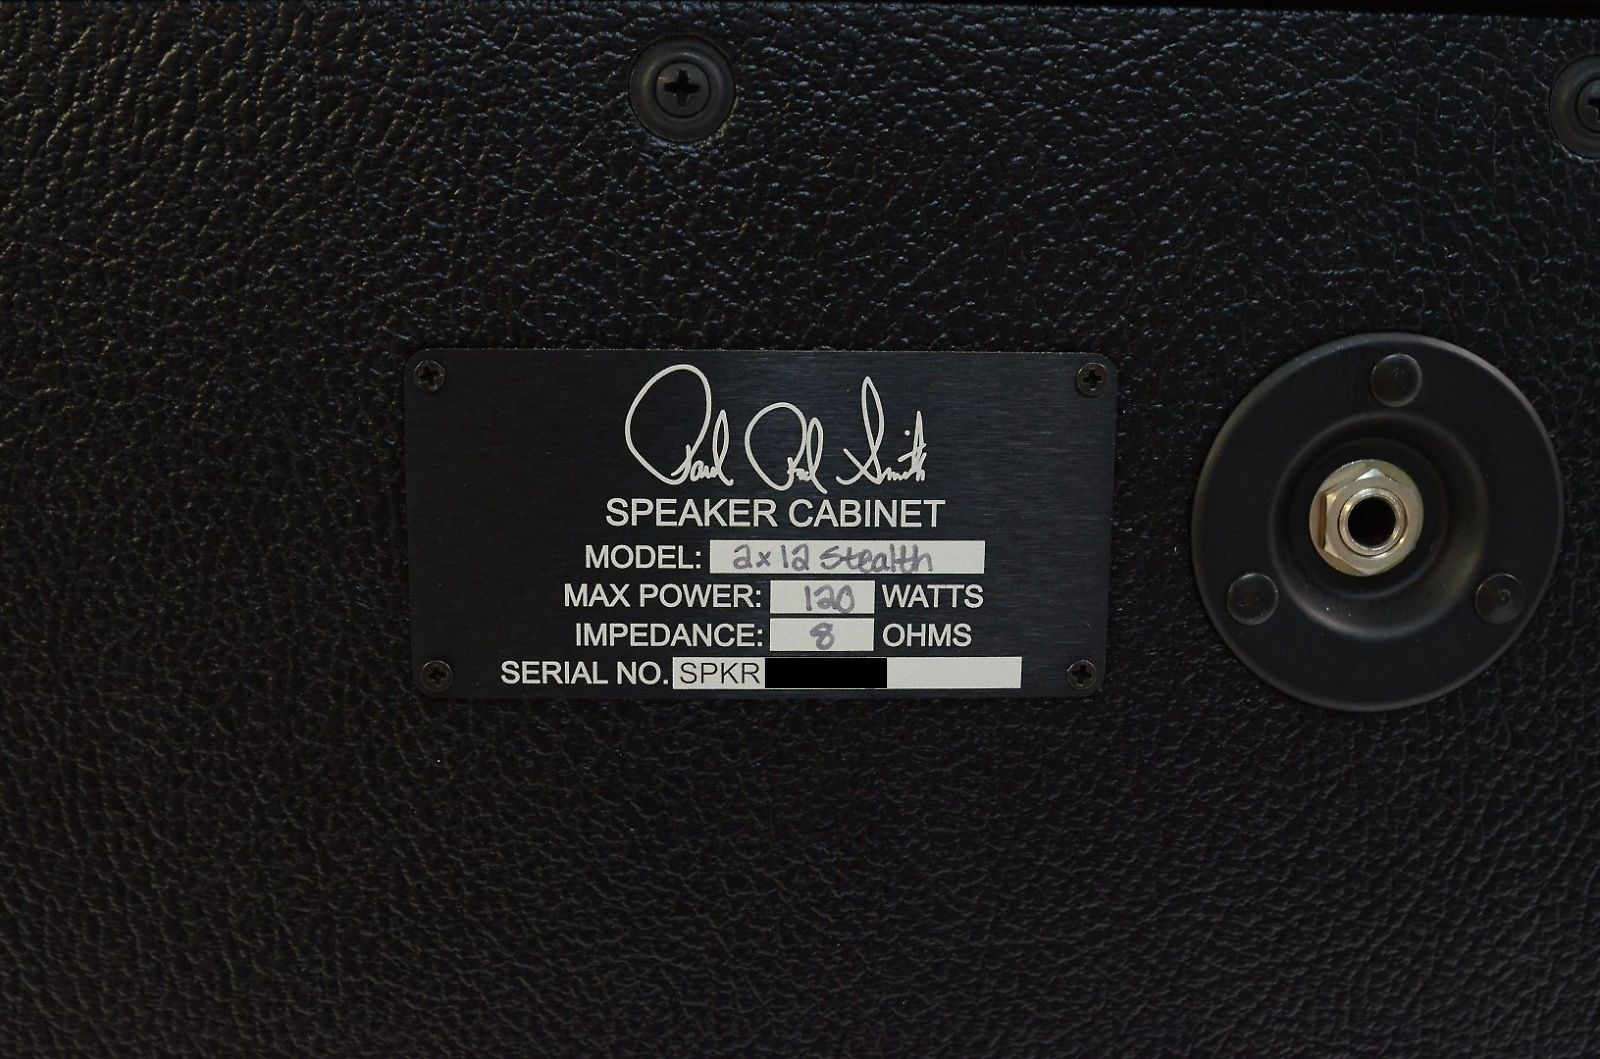 Paul Reed Smith
SPEAKER CABINET
MODEL: 2x12 Stealth
MAX POWER: 120 WATTS
IMPEDANCE: 8 OHMS
SERIAL NO. SPKR